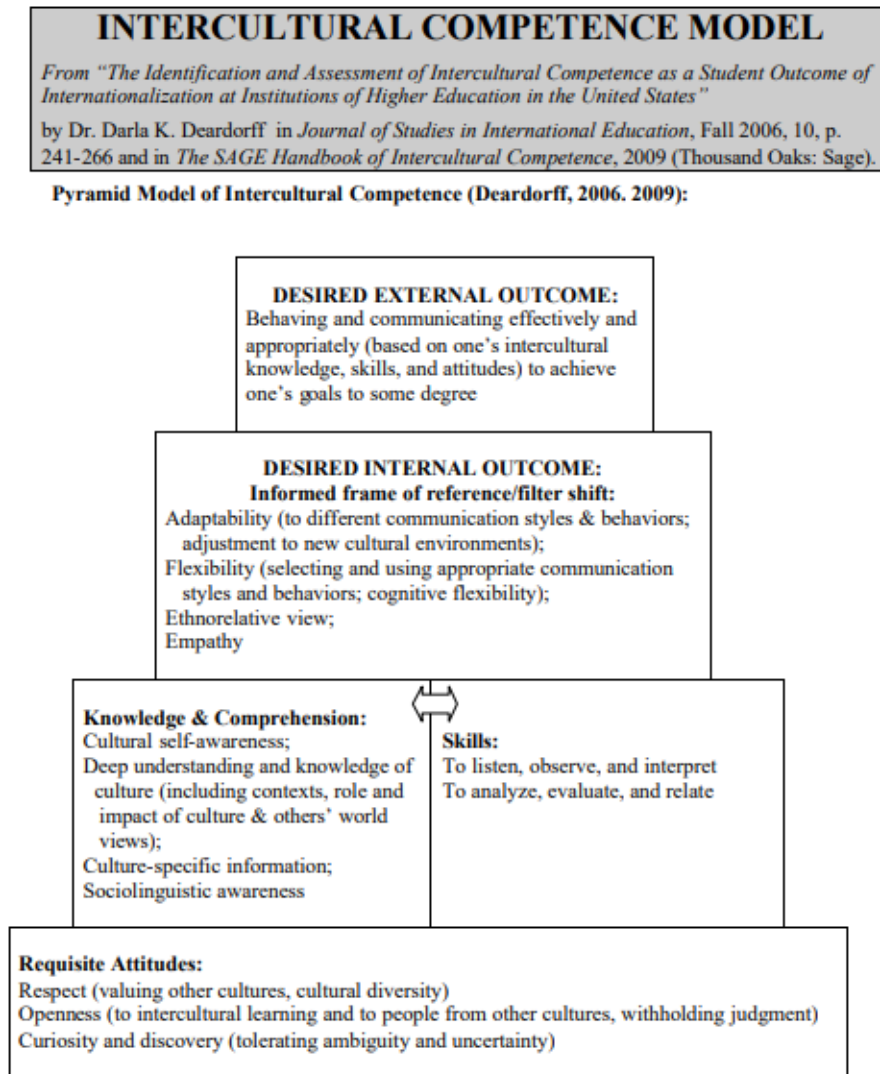 INTERCULTURAL COMPETENCE MODEL
From “The Identification and Assessment of Intercultural Competence as a Student Outcome of
Internationalization at Institutions of Higher Education in the United States”
by Dr. Darla K. Deardorff in Journal of Studies in International Education, Fall 2006, 10, p.
241-266 and in The SAGE Handbook of Intercultural Competence, 2009 (Thousand Oaks: Sage).
Pyramid Model of Intercultural Competence (Deardorff, 2006. 2009):
DESIRED EXTERNAL OUTCOME:
Behaving and communicating effectively and
appropriately (based on one’s intercultural
knowledge, skills, and attitudes) to achieve
one’s goals to some degree
DESIRED INTERNAL OUTCOME:
Informed frame of reference/filter shift:
Adaptability (to different communication styles & behaviors;
adjustment to new cultural environments);
Flexibility (selecting and using appropriate communication
styles and behaviors; cognitive flexibility);
Ethnorelative view;
Empathy
Knowledge & Comprehension:
Cultural self-awareness;
Deep understanding and knowledge of
culture (including contexts, role and
impact of culture & others’ world
views);
Culture-specific information;
Sociolinguistic awareness
Skills:
To listen, observe, and interpret
To analyze, evaluate, and relate
Requisite Attitudes:
Respect (valuing other cultures, cultural diversity)
Openness (to intercultural learning and to people from other cultures, withholding judgment)
Curiosity and discovery (tolerating ambiguity and uncertainty)